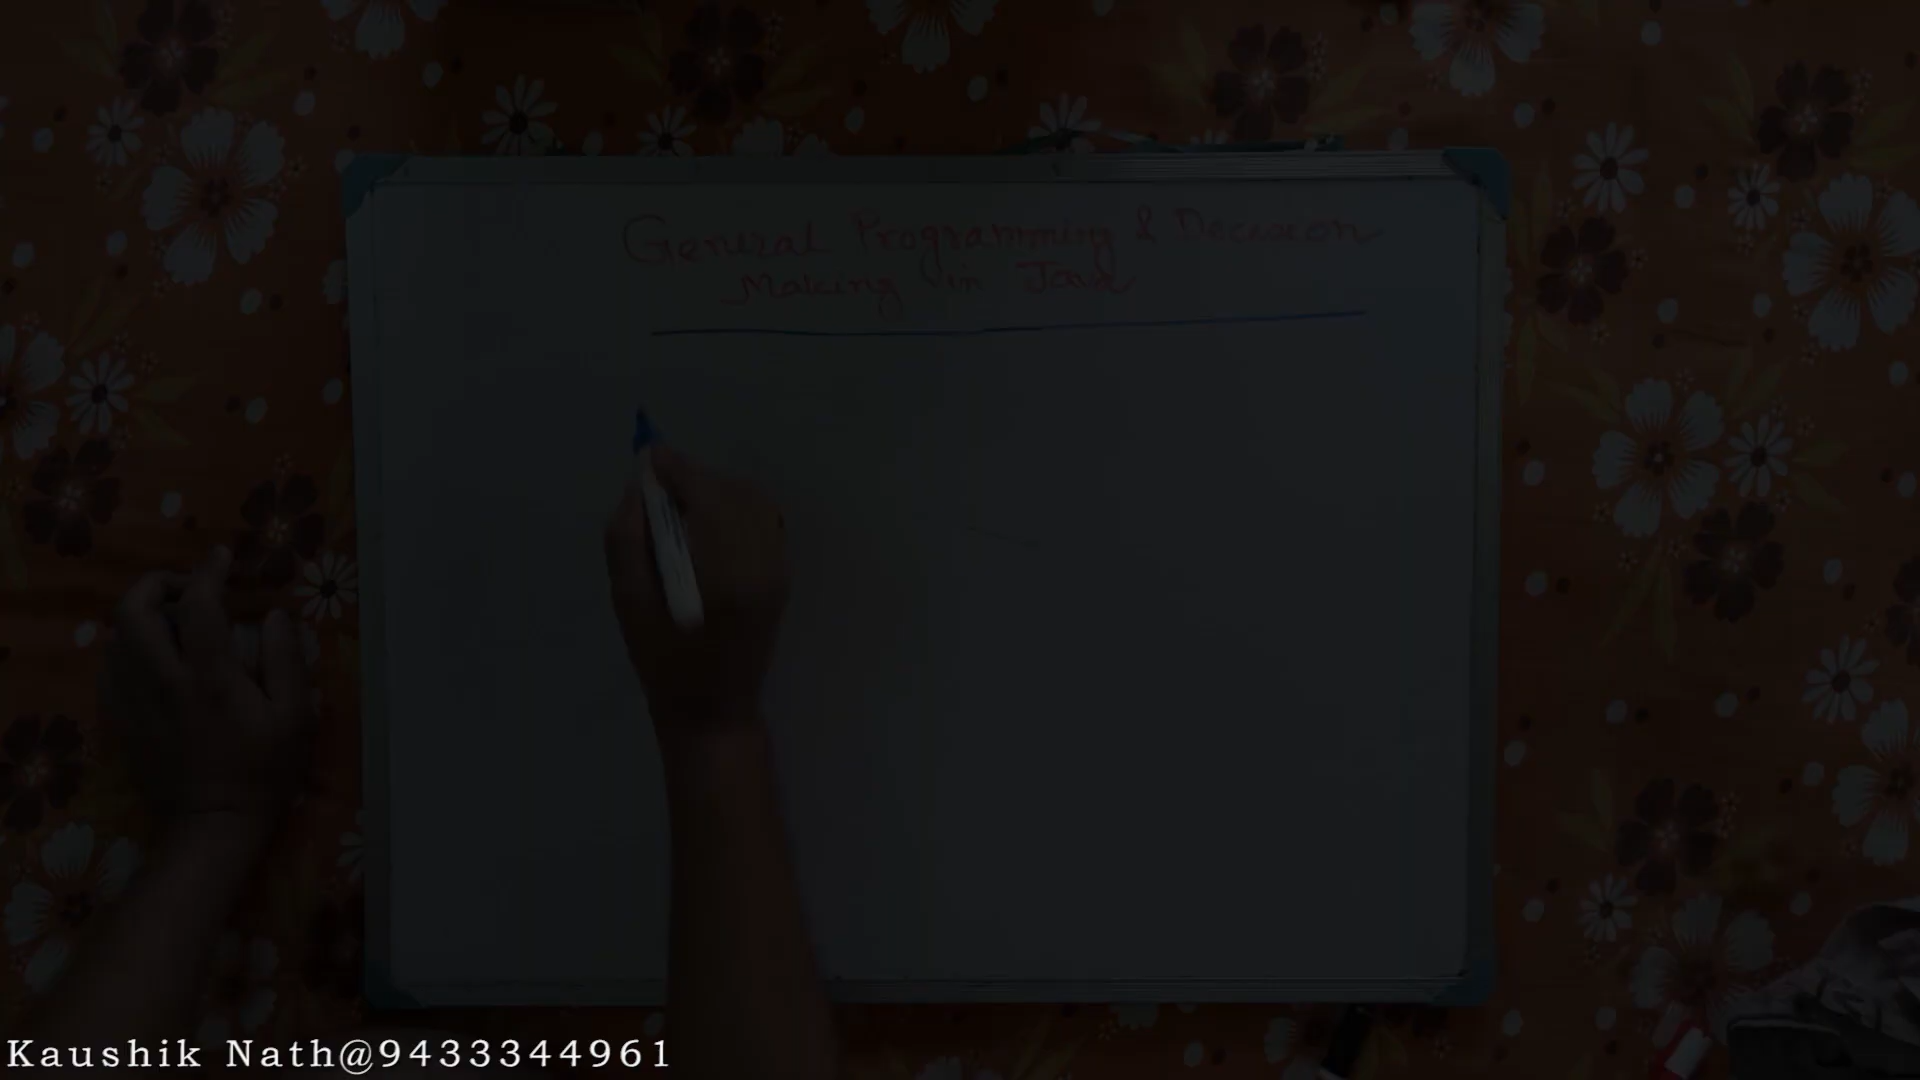 General Programming & Decision
Making in Java
Kaushik Nath@9433344961